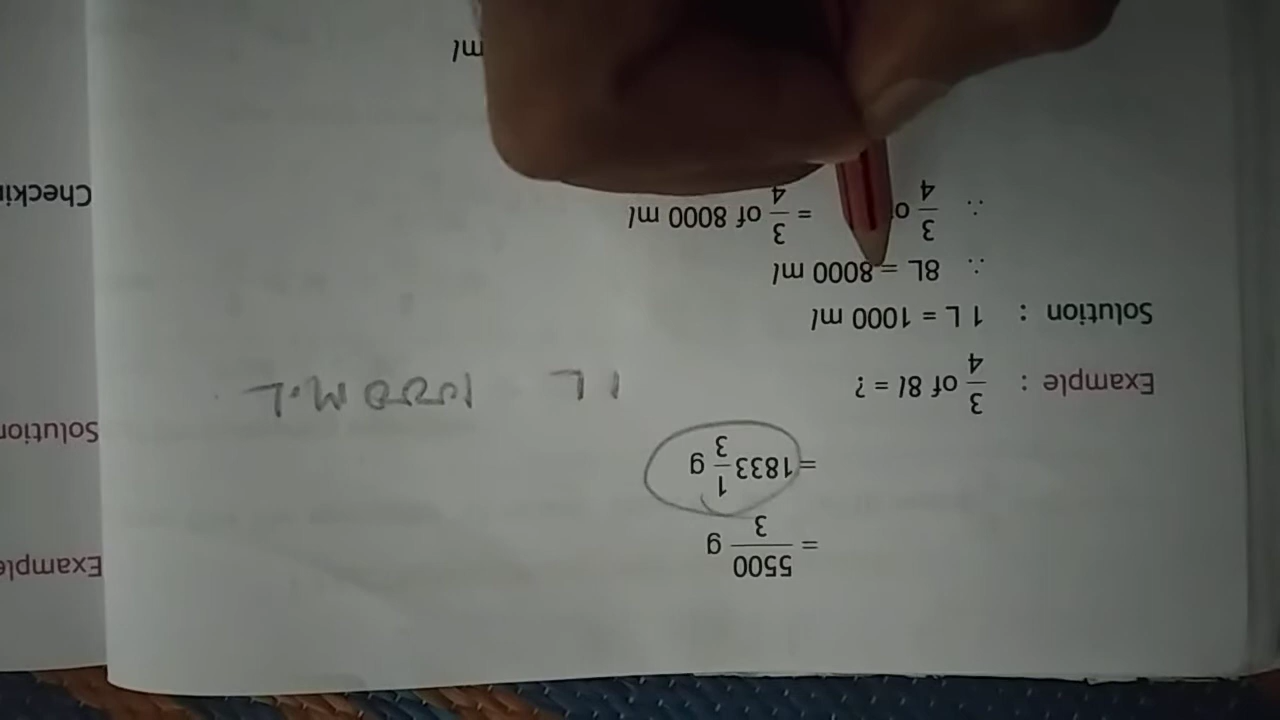 = 5500/3 g
= 1833 1/3 g
Example : 3/4 of 8l = ?
1 L 1000 M.L
Solution : 1 L = 1000 ml
∴ 8L = 8000 ml
∴ 3/4 = 3/4 of 8000 ml
ml
Example
Solution